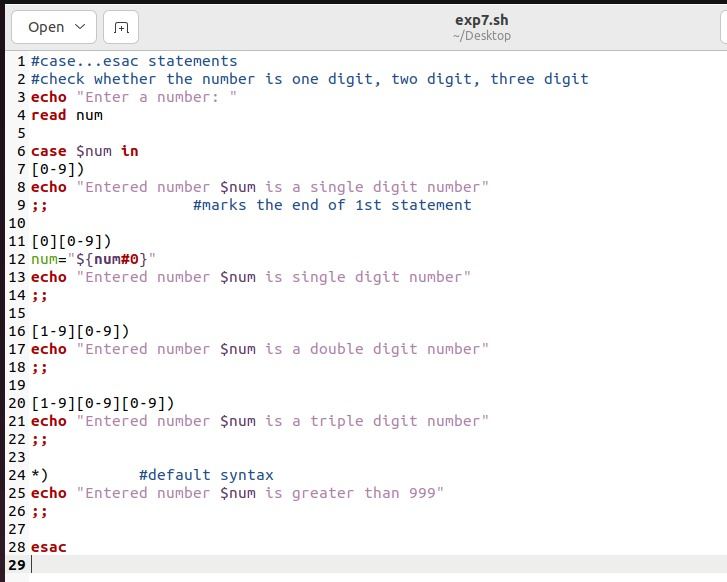 Open
exp7.sh
~/Desktop
1 #case...esac statements
2 #check whether the number is one digit, two digit, three digit
3 echo "Enter a number: "
4 read num
5
6 case $num in
7 [0-9])
8 echo "Entered number $num is a single digit number"
9 ;;                #marks the end of 1st statement
10
11 [0][0-9])
12 num="${num#0}"
13 echo "Entered number $num is single digit number"
14 ;;
15
16 [1-9][0-9])
17 echo "Entered number $num is a double digit number"
18 ;;
19
20 [1-9][0-9][0-9])
21 echo "Entered number $num is a triple digit number"
22 ;;
23
24 *)          #default syntax
25 echo "Entered number $num is greater than 999"
26 ;;
27
28 esac
29